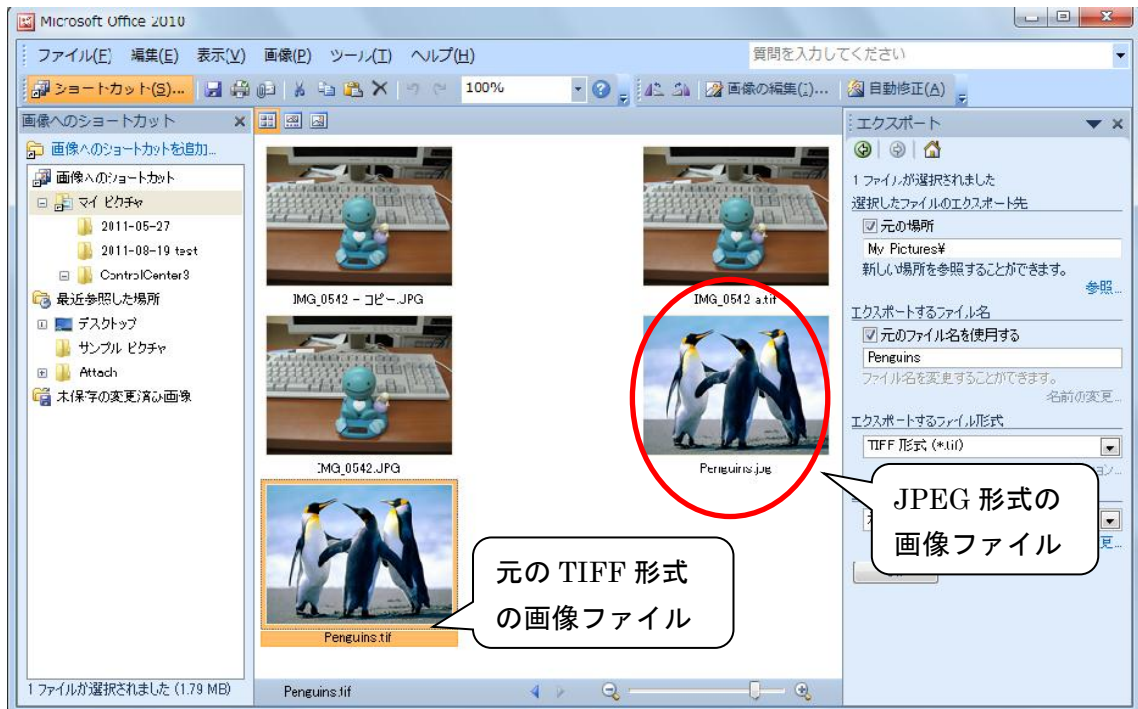 Microsoft Office 2010
ファイル(F) 編集(E) 表示(V) 画像(P) ツール(T) ヘルプ(H)
質問を入力してください
ショートカット(S)...
100%
画像の編集(I)...
自動修正(A)
画像へのショートカット
画像へのショートカットを追加...
画像へのショートカット
マイ ピクチャ
2011-05-27
2011-08-19 test
ControlCenter3
最近参照した場所
デスクトップ
サンプル ピクチャ
Attach
未保存の変更済み画像
1 ファイルが選択されました (1.79 MB)
IMG_0542 - コピー.JPG
IMG_0542 a.tif
IMG_0542.JPG
Penguins.jpg
Penguins.tif
元の TIFF 形式
の画像ファイル
JPEG 形式の
画像ファイル
Penguins.tif
エクスポート
1 ファイルが選択されました
選択したファイルのエクスポート先
元の場所
My Pictures¥
新しい場所を参照することができます。
参照...
エクスポートするファイル名
元のファイル名を使用する
Penguins
ファイル名を変更することができます。
名前の変更...
エクスポートするファイル形式
TIFF 形式 (*.tif)